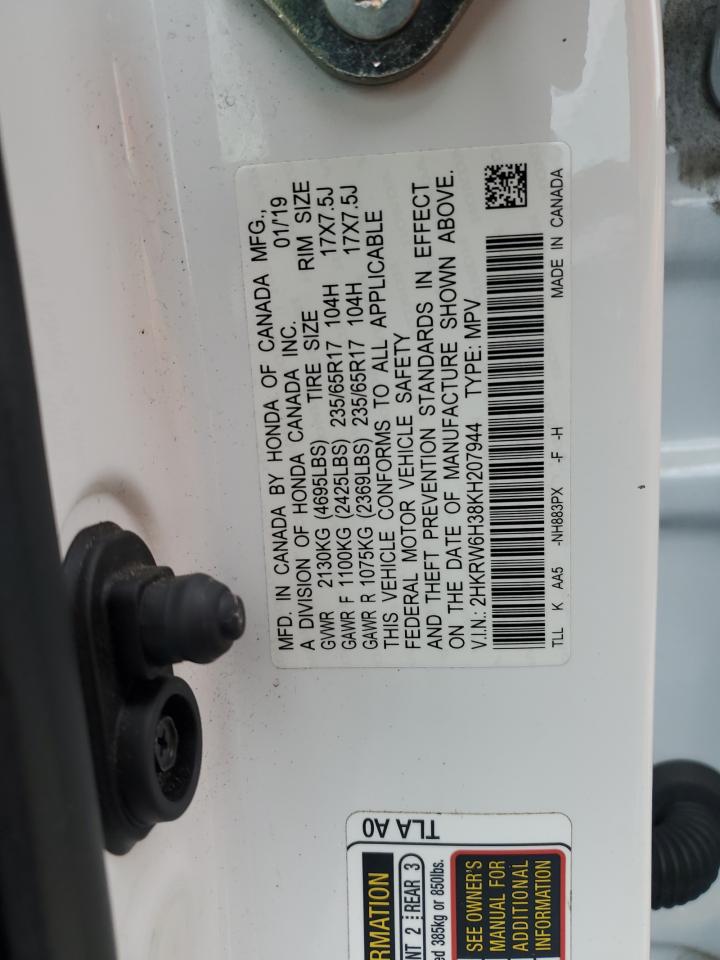 MFD. IN CANADA BY HONDA OF CANADA MFG.,
A DIVISION OF HONDA CANADA INC. 01/19
GVWR 2130KG (4695LBS) TIRE SIZE RIM SIZE
GAWR F 1100KG (2425LBS) 235/65R17 104H 17X7.5J
GAWR R 1075KG (2369LBS) 235/65R17 104H 17X7.5J
THIS VEHICLE CONFORMS TO ALL APPLICABLE
FEDERAL MOTOR VEHICLE SAFETY
AND THEFT PREVENTION STANDARDS IN EFFECT
ON THE DATE OF MANUFACTURE SHOWN ABOVE.
V.I.N: 2HKRW6H38KH207944 TYPE: MPV
TLL K AA5 -NH883PX -F -H MADE IN CANADA
TLA A0
RMATION
NT 2 REAR 3
ed 385kg or 850lbs.
SEE OWNER'S
MANUAL FOR
ADDITIONAL
INFORMATION